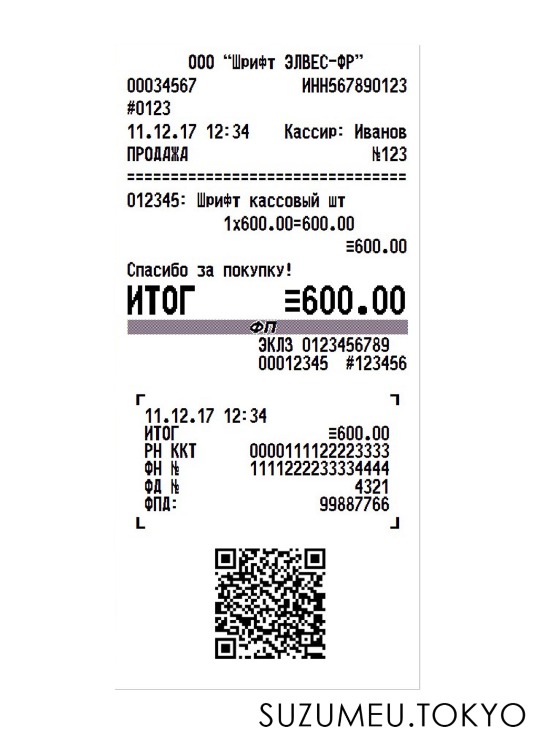 ООО “Шрифт ЭЛВЕС-ФР”
00034567 ИНН567890123
#0123
11.12.17 12:34 Кассир: Иванов
ПРОДАЖА №123
================================
012345: Шрифт кассовый шт
1x600.00=600.00
≡600.00
Спасибо за покупку!
ИТОГ ≡600.00
ФП
ЭКЛЗ 0123456789
00012345 #123456
11.12.17 12:34
ИТОГ ≡600.00
РН ККТ 0000111122223333
ФН № 1111222233334444
ФД № 4321
ФПД: 99887766
SUZUMEU.TOKYO